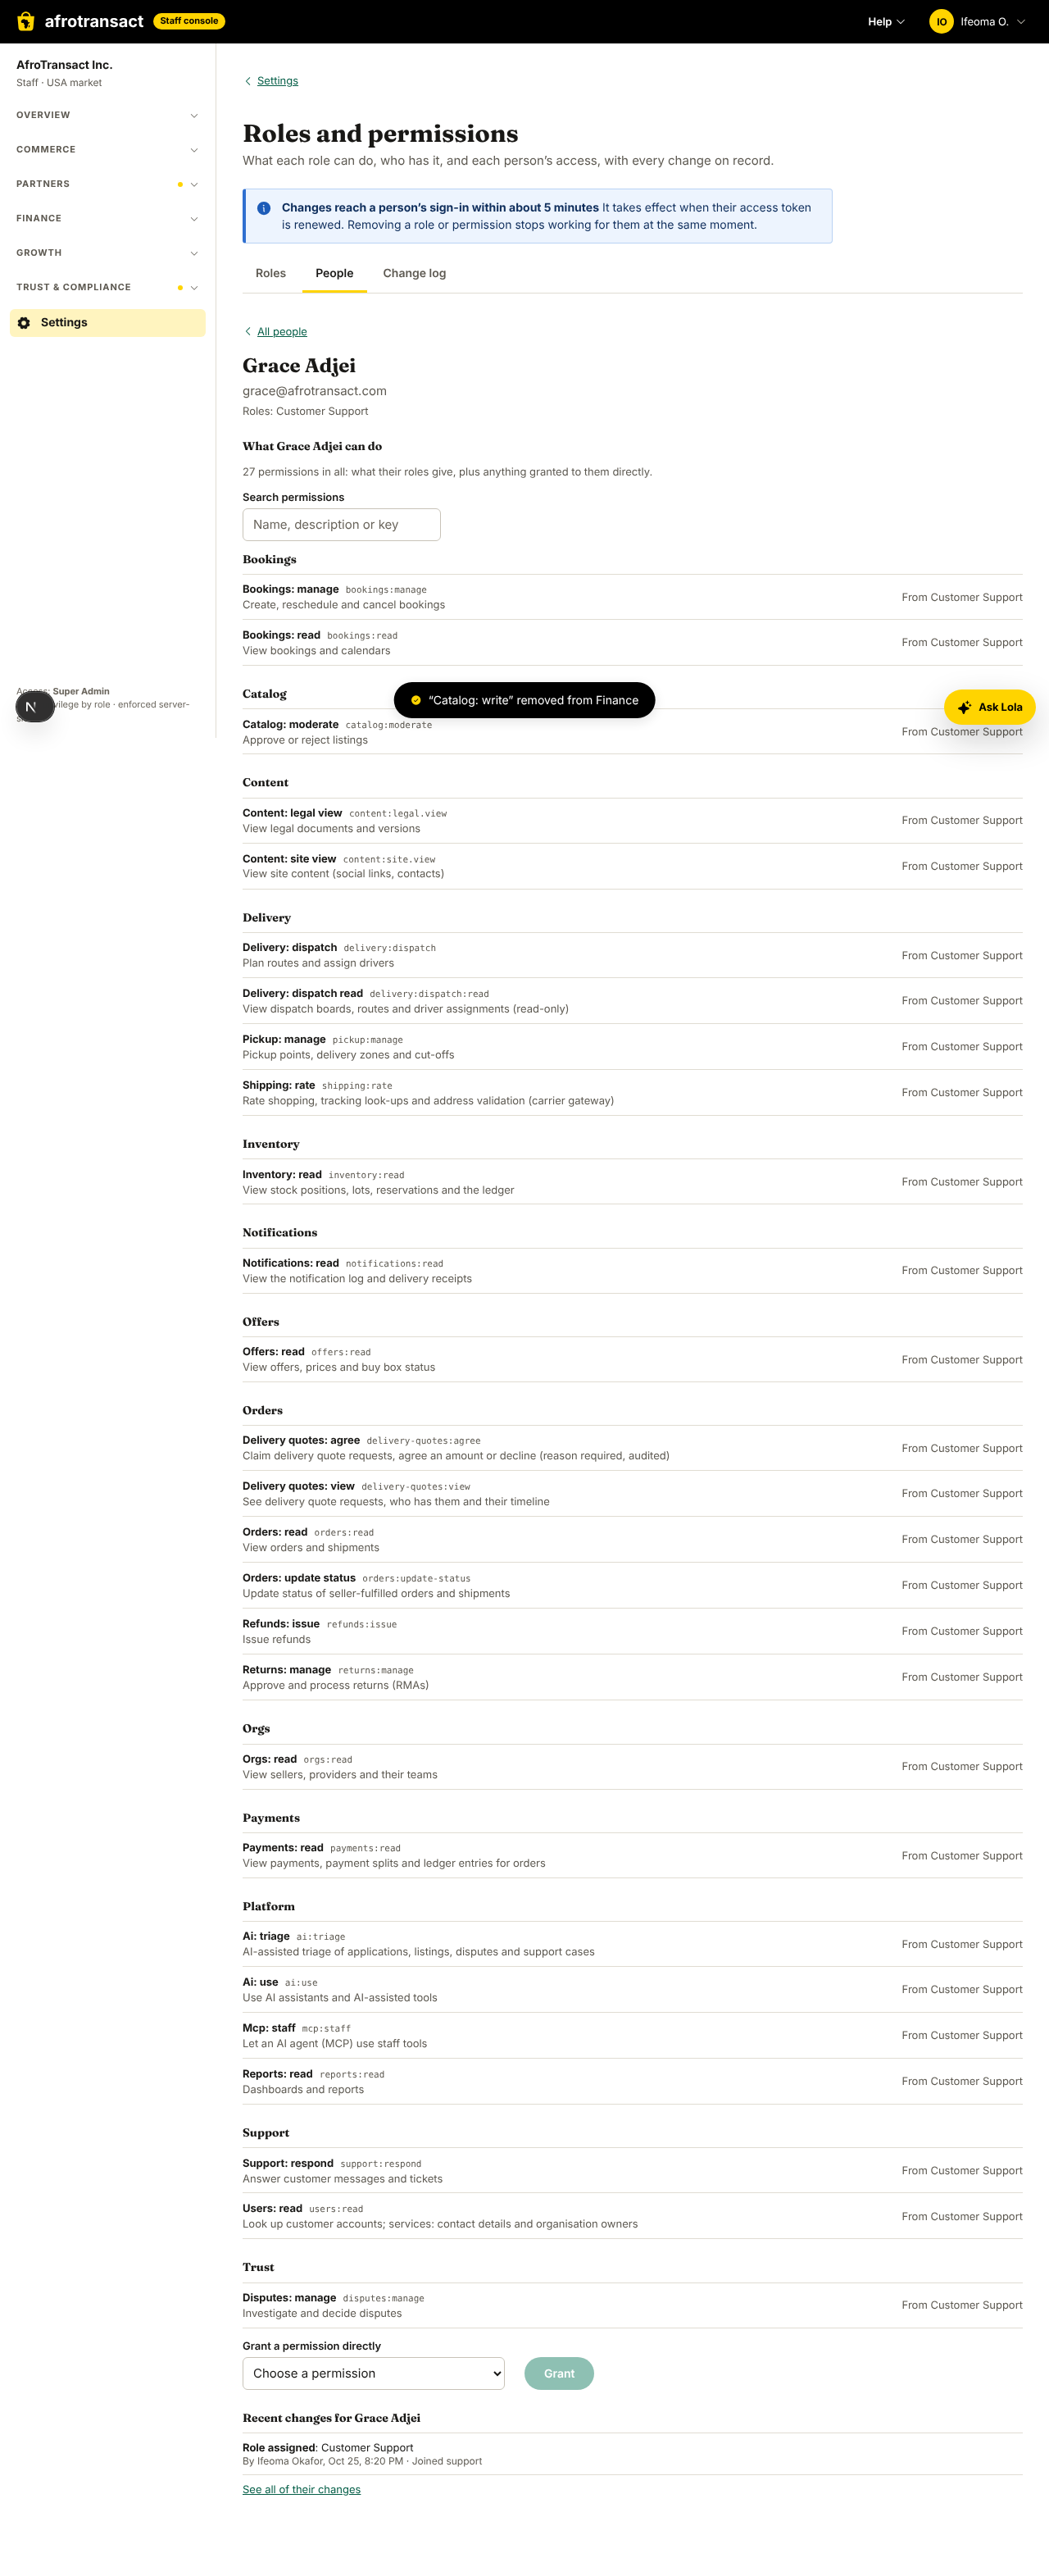 afrotransact Staff console Help IO Ifeoma O.
AfroTransact Inc.
Staff · USA market
OVERVIEW
COMMERCE
PARTNERS
FINANCE
GROWTH
TRUST & COMPLIANCE
Settings
Access: Super Admin
vilege by role · enforced server-
N
Settings
Roles and permissions
What each role can do, who has it, and each person’s access, with every change on record.
Changes reach a person’s sign-in within about 5 minutes It takes effect when their access token
is renewed. Removing a role or permission stops working for them at the same moment.
Roles People Change log
All people
Grace Adjei
grace@afrotransact.com
Roles: Customer Support
What Grace Adjei can do
27 permissions in all: what their roles give, plus anything granted to them directly.
Search permissions
Name, description or key
Bookings
Bookings: manage bookings:manage
Create, reschedule and cancel bookings
From Customer Support
Bookings: read bookings:read
View bookings and calendars
From Customer Support
Catalog
“Catalog: write” removed from Finance
Ask Lola
Catalog: moderate catalog:moderate
Approve or reject listings
From Customer Support
Content
Content: legal view content:legal.view
View legal documents and versions
From Customer Support
Content: site view content:site.view
View site content (social links, contacts)
From Customer Support
Delivery
Delivery: dispatch delivery:dispatch
Plan routes and assign drivers
From Customer Support
Delivery: dispatch read delivery:dispatch:read
View dispatch boards, routes and driver assignments (read-only)
From Customer Support
Pickup: manage pickup:manage
Pickup points, delivery zones and cut-offs
From Customer Support
Shipping: rate shipping:rate
Rate shopping, tracking look-ups and address validation (carrier gateway)
From Customer Support
Inventory
Inventory: read inventory:read
View stock positions, lots, reservations and the ledger
From Customer Support
Notifications
Notifications: read notifications:read
View the notification log and delivery receipts
From Customer Support
Offers
Offers: read offers:read
View offers, prices and buy box status
From Customer Support
Orders
Delivery quotes: agree delivery-quotes:agree
Claim delivery quote requests, agree an amount or decline (reason required, audited)
From Customer Support
Delivery quotes: view delivery-quotes:view
See delivery quote requests, who has them and their timeline
From Customer Support
Orders: read orders:read
View orders and shipments
From Customer Support
Orders: update status orders:update-status
Update status of seller-fulfilled orders and shipments
From Customer Support
Refunds: issue refunds:issue
Issue refunds
From Customer Support
Returns: manage returns:manage
Approve and process returns (RMAs)
From Customer Support
Orgs
Orgs: read orgs:read
View sellers, providers and their teams
From Customer Support
Payments
Payments: read payments:read
View payments, payment splits and ledger entries for orders
From Customer Support
Platform
Ai: triage ai:triage
AI-assisted triage of applications, listings, disputes and support cases
From Customer Support
Ai: use ai:use
Use AI assistants and AI-assisted tools
From Customer Support
Mcp: staff mcp:staff
Let an AI agent (MCP) use staff tools
From Customer Support
Reports: read reports:read
Dashboards and reports
From Customer Support
Support
Support: respond support:respond
Answer customer messages and tickets
From Customer Support
Users: read users:read
Look up customer accounts; services: contact details and organisation owners
From Customer Support
Trust
Disputes: manage disputes:manage
Investigate and decide disputes
From Customer Support
Grant a permission directly
Choose a permission Grant
Recent changes for Grace Adjei
Role assigned: Customer Support
By Ifeoma Okafor, Oct 25, 8:20 PM · Joined support
See all of their changes